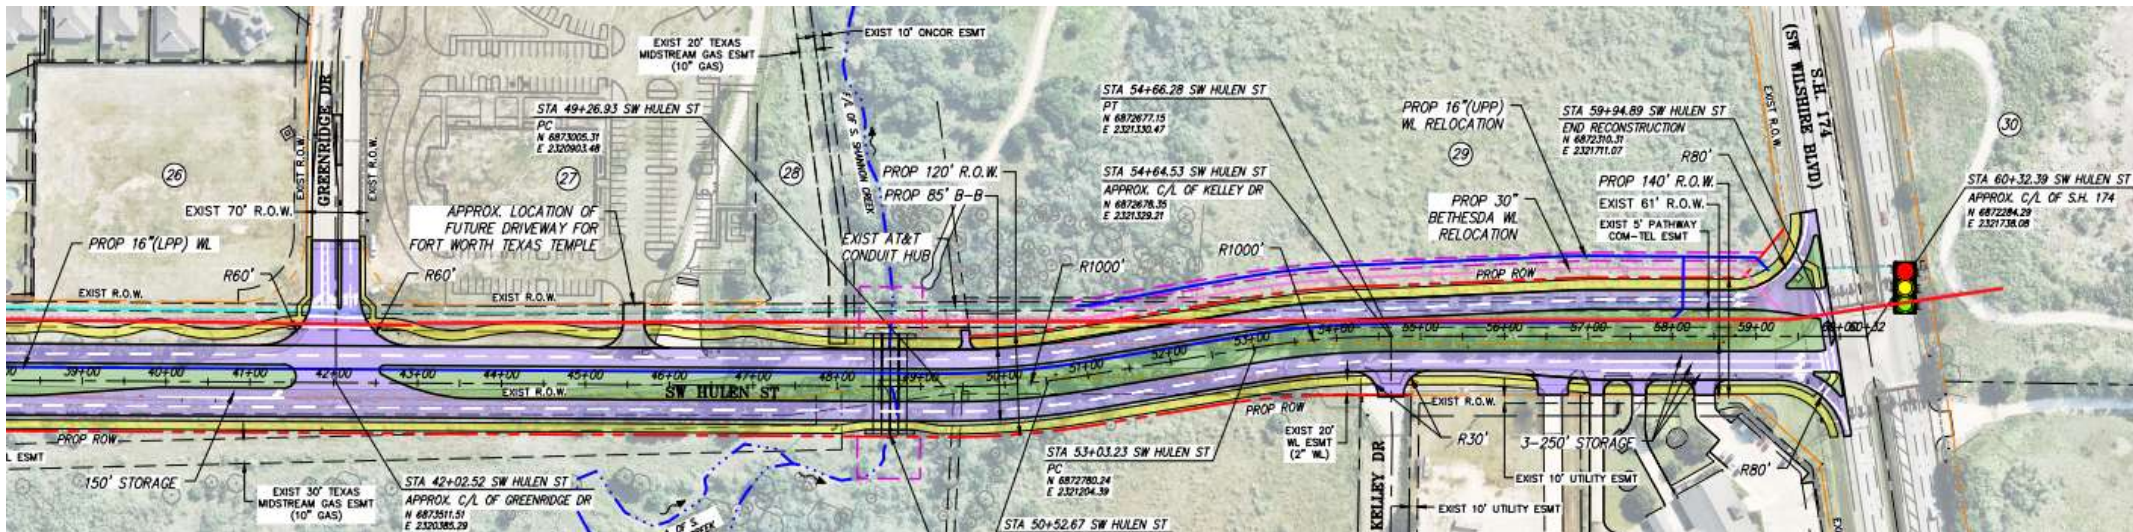 EXIST 20' TEXAS
MIDSTREAM GAS ESMT
(10" GAS)
EXIST 10' ONCOR ESMT
GREENRIDGE DR
EXIST R.O.W.
EXIST R.O.W.
STA 49+26.93 SW HULEN ST
PC
N 6873005.31
E 2320903.48
F/L OF S. SHANNON CREEK
STA 54+66.28 SW HULEN ST
PT
N 6872677.15
E 2321330.47
PROP 16"(UPP)
WL RELOCATION
STA 59+94.89 SW HULEN ST
END RECONSTRUCTION
N 6872310.31
E 2321711.07
EXIST R.O.W.
S.H. 174
(SW WILSHIRE BLVD)
30
26
27
28
29
R80'
PROP 120' R.O.W.
PROP 85' B-B
STA 54+64.53 SW HULEN ST
APPROX. C/L OF KELLEY DR
N 6872678.35
E 2321329.21
PROP 30"
BETHESDA WL
RELOCATION
PROP 140' R.O.W.
EXIST 61' R.O.W.
EXIST 5' PATHWAY
COM-TEL ESMT
STA 60+32.39 SW HULEN ST
APPROX. C/L OF S.H. 174
N 6872284.29
E 2321738.08
EXIST 70' R.O.W.
APPROX. LOCATION OF
FUTURE DRIVEWAY FOR
FORT WORTH TEXAS TEMPLE
EXIST AT&T
CONDUIT HUB
PROP 16"(LPP) WL
R60'
R60'
R1000'
R1000'
PROP ROW
EXIST R.O.W.
EXIST R.O.W.
39+00
40+00
41+00
42+00
43+00
44+00
45+00
46+00
47+00
48+00
49+00
50+00
51+00
52+00
53+00
54+00
55+00
56+00
57+00
58+00
59+00
60+32
EXIST R.O.W.
SW HULEN ST
PROP ROW
PROP ROW
EXIST R.O.W.
EXIST 20'
WL ESMT
(2" WL)
R30'
3-250' STORAGE
R80'
L ESMT
150' STORAGE
EXIST 30' TEXAS
MIDSTREAM GAS ESMT
(10" GAS)
STA 42+02.52 SW HULEN ST
APPROX. C/L OF GREENRIDGE DR
N 6873511.51
E 2320385.29
STA 53+03.23 SW HULEN ST
PC
N 6872780.24
E 2321204.39
KELLEY DR
EXIST 10' UTILITY ESMT
EXIST 10' UTILITY ESMT
STA 50+52.67 SW HULEN ST